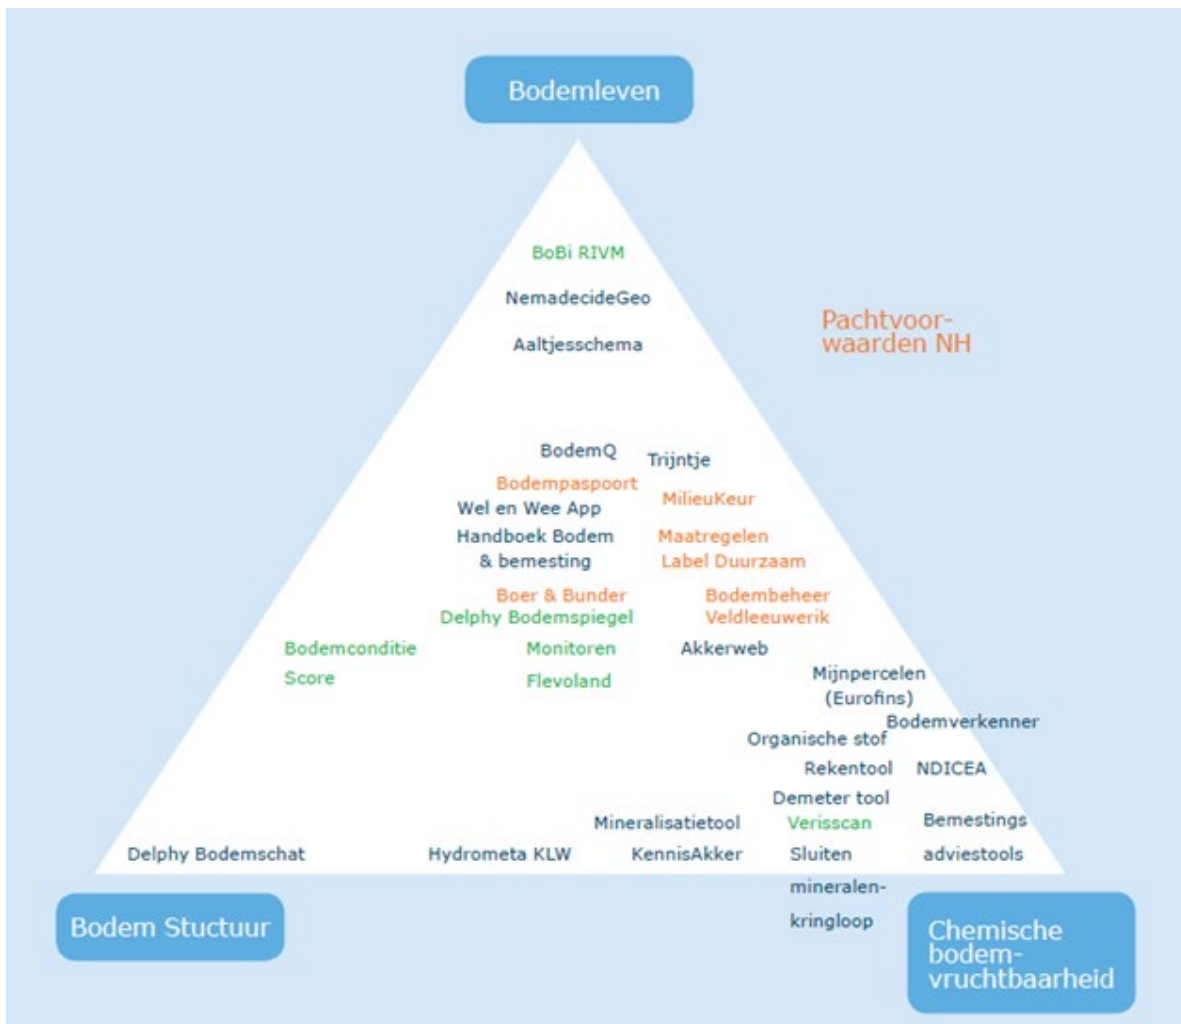 Bodemleven
BoBi RIVM
NemadecideGeo
Pachtvoor-
waarden NH
Aaltjesschema
BodemQ
Trijntje
Bodempaspoort
MilieuKeur
Wel en Wee App
Handboek Bodem
& bemesting
Maatregelen
Label Duurzaam
Boer & Bunder
Bodembeheer
Veldleeuwerik
Delphy Bodemspiegel
Bodemconditie
Score
Monitoren
Flevoland
Akkerweb
Mijnpercelen
(Eurofins)
Bodemverkenner
Organische stof
Rekentool
NDICEA
Demeter tool
Mineralisatietool
Verisscan
Bemestings
adviestools
Delphy Bodemschat
Hydrometa KLW
KennisAkker
Sluiten
mineralen-
kringloop
Bodem Stuctuur
Chemische
bodem-
vruchtbaarheid